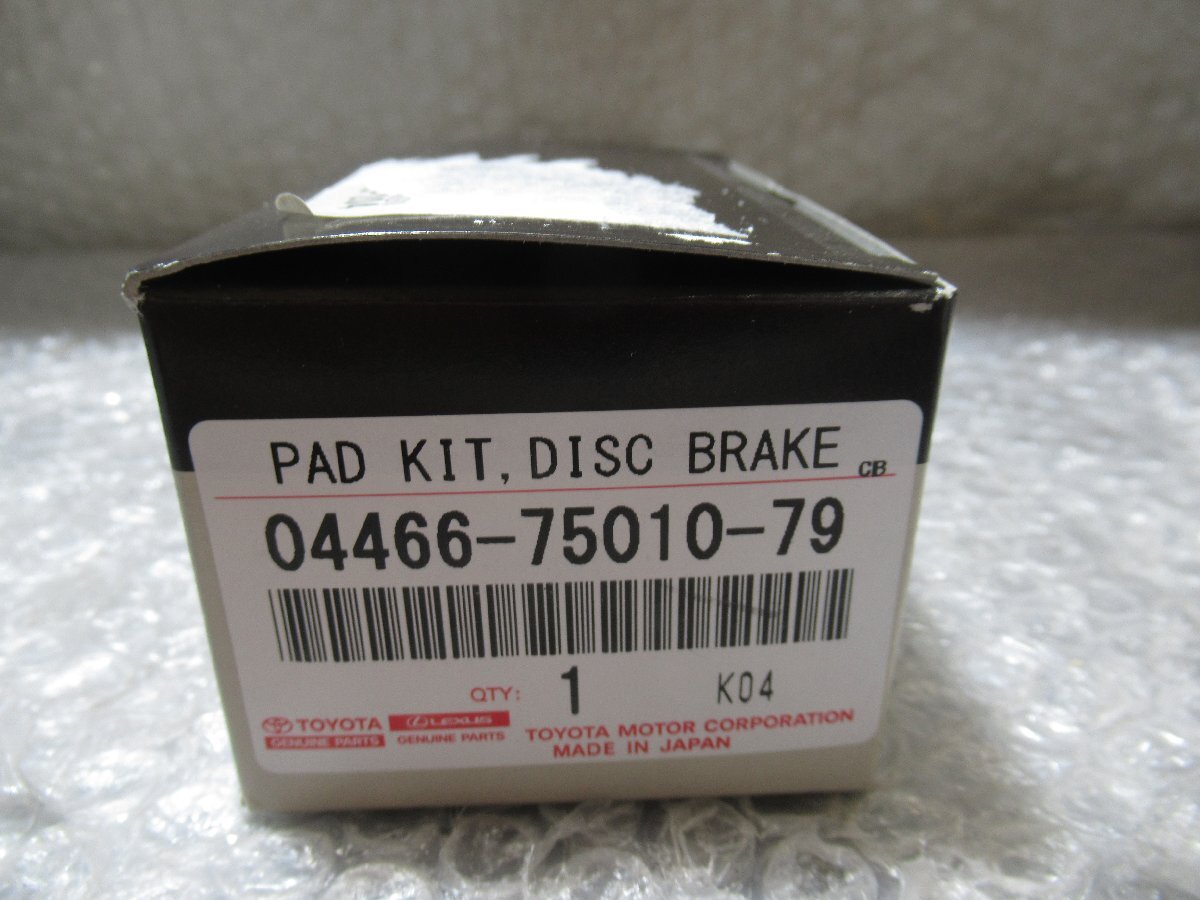 PAD KIT, DISC BRAKE CB
04466-75010-79
QTY: 1 K04
TOYOTA LEXUS
GENUINE PARTS GENUINE PARTS
TOYOTA MOTOR CORPORATION
MADE IN JAPAN